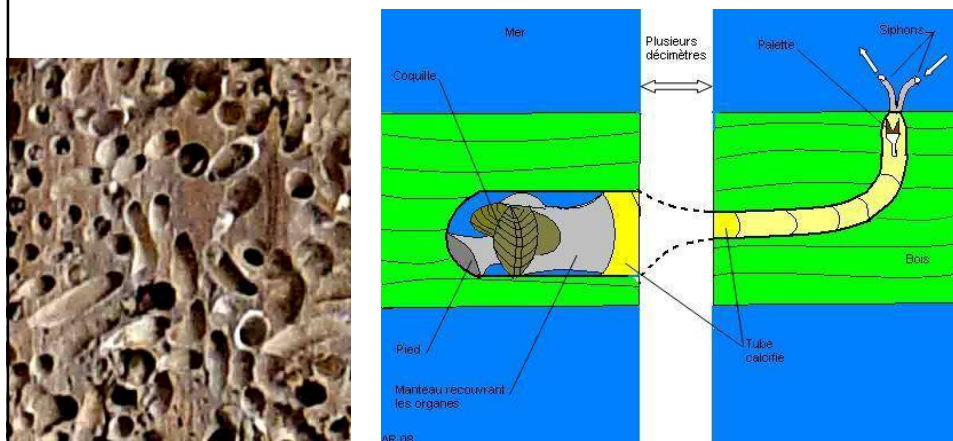 Mer
Plusieurs
décimètres
Siphons
Palette
Coquille
Bois
Pied
Manteau recouvrant
les organes
Tube
calcifié
AR 08